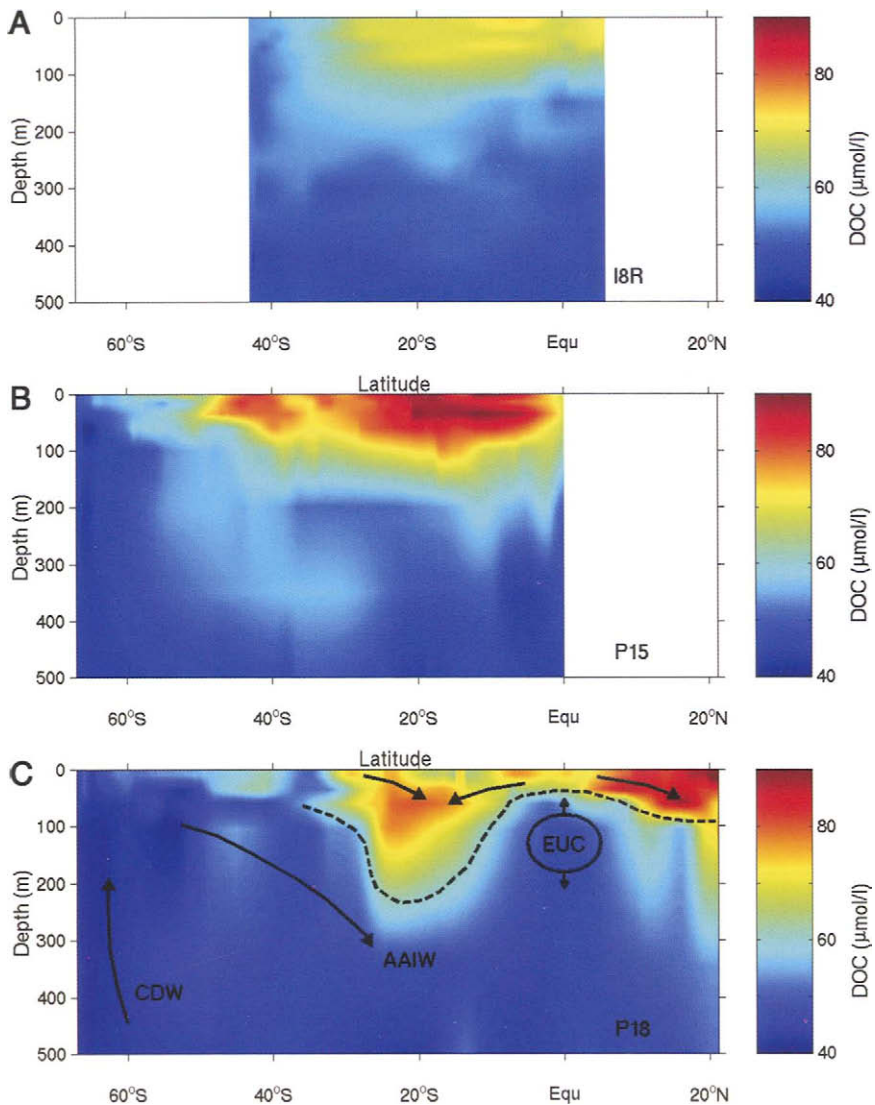 A
0
100
200
300
400
500
Depth (m)
I8R
60°S
40°S
20°S
Equ
20°N
80
60
40
DOC (µmol/l)
Latitude
B
0
100
200
300
400
500
Depth (m)
P15
60°S
40°S
20°S
Equ
20°N
80
60
40
DOC (µmol/l)
Latitude
C
0
100
200
300
400
500
Depth (m)
CDW
AAIW
EUC
P18
60°S
40°S
20°S
Equ
20°N
80
60
40
DOC (µmol/l)